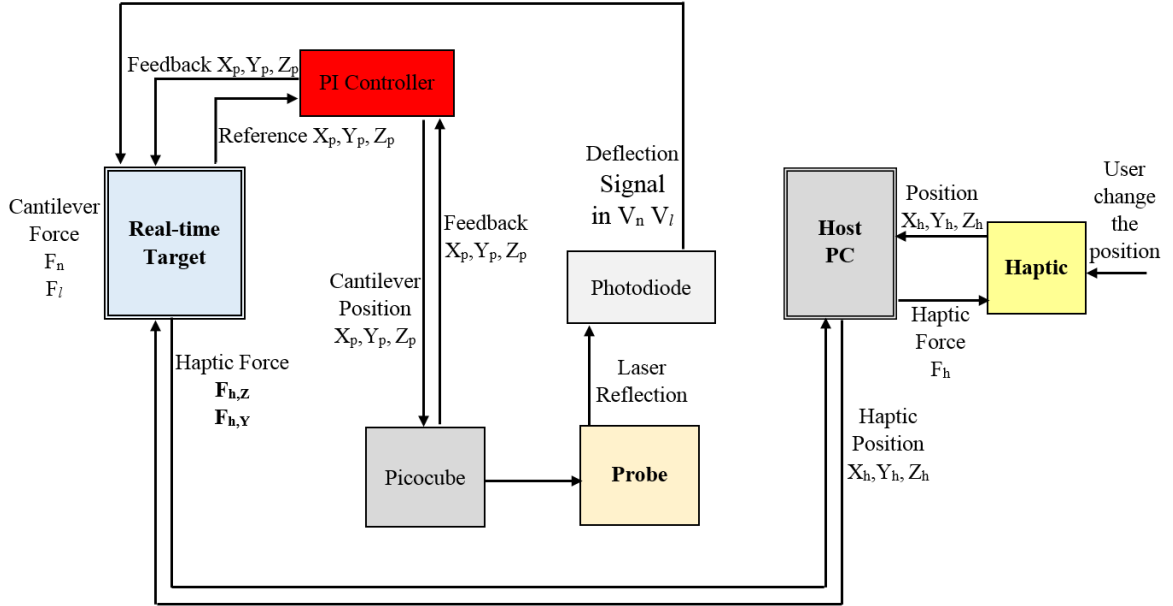 Feedback Xp,Yp, Zp
PI Controller
Reference Xp,Yp, Zp
Cantilever
Force
Fn
Fl
Real-time
Target
Haptic Force
Fh,Z
Fh,Y
Cantilever
Position
Xp,Yp, Zp
Feedback
Xp,Yp, Zp
Picocube
Deflection
Signal
in Vn Vl
Photodiode
Laser
Reflection
Probe
Host
PC
Position
Xh,Yh, Zh
Haptic
User
change
the
position
Haptic
Force
Fh
Haptic
Position
Xh,Yh, Zh